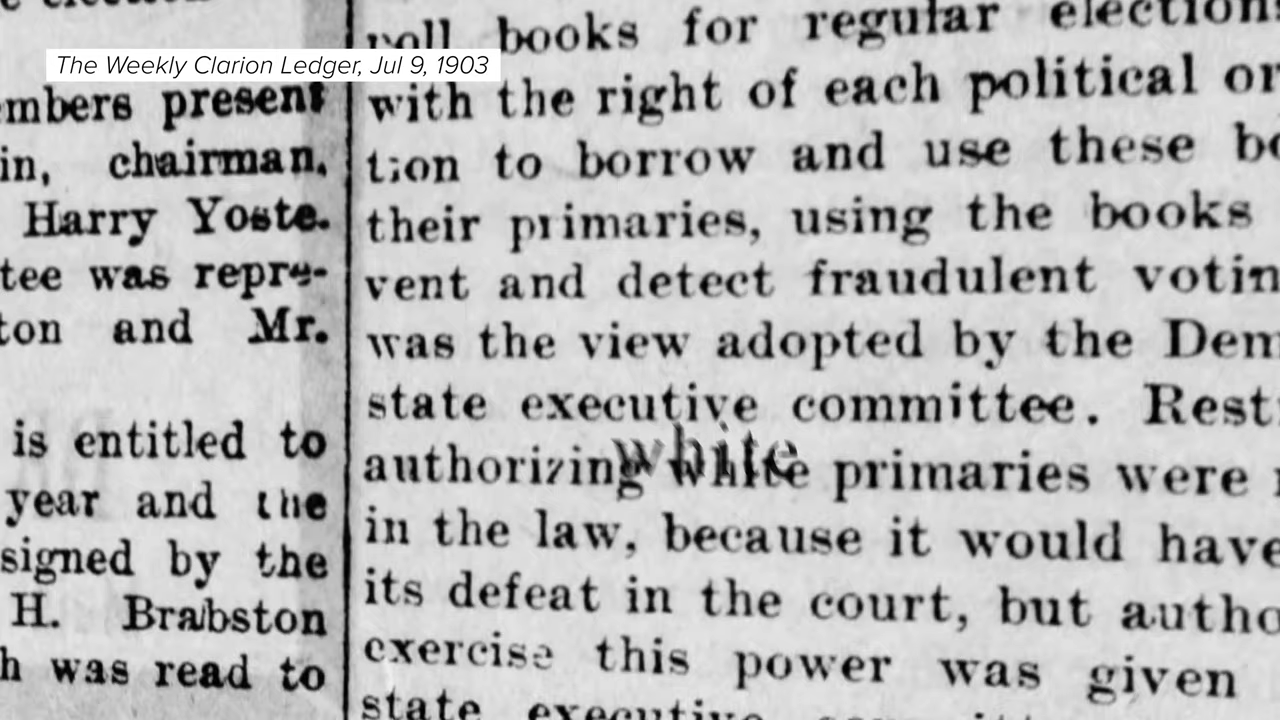 The Weekly Clarion Ledger, Jul 9, 1903
mbers present
in, chairman,
Harry Yoste.
tee was repre-
ton and Mr.
is entitled to
year and the
signed by the
H. Brabston
h was read to
roll books for regular election
with the right of each political or
tion to borrow and use these bo
their primaries, using the books
vent and detect fraudulent votin
was the view adopted by the Dem
state executive committee. Rest
white
authorizing white primaries were
in the law, because it would have
its defeat in the court, but autho
exercise this power was given
state executive